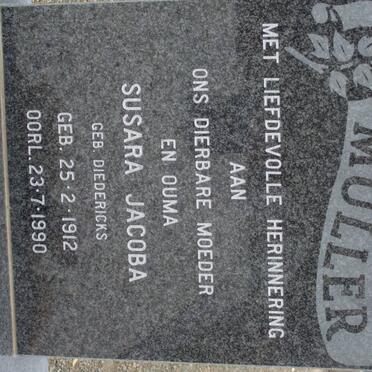 MULLER
MET LIEFDEVOLLE HERINNERING
AAN
ONS DIERBARE MOEDER
EN OUMA
SUSARA JACOBA
GEB. DIEDERICKS
GEB. 25·2·1912
OORL. 23·7·1990